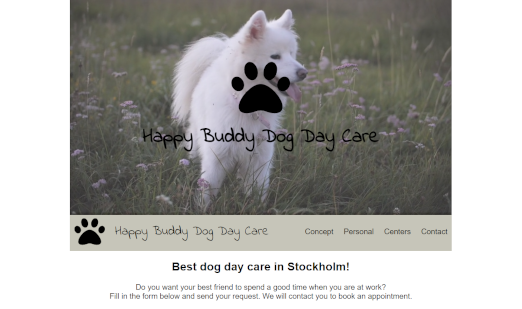 Happy Buddy Dog Day Care
Happy Buddy Dog Day Care Concept Personal Centers Contact
Best dog day care in Stockholm!
Do you want your best friend to spend a good time when you are at work?
Fill in the form below and send your request. We will contact you to book an appointment.